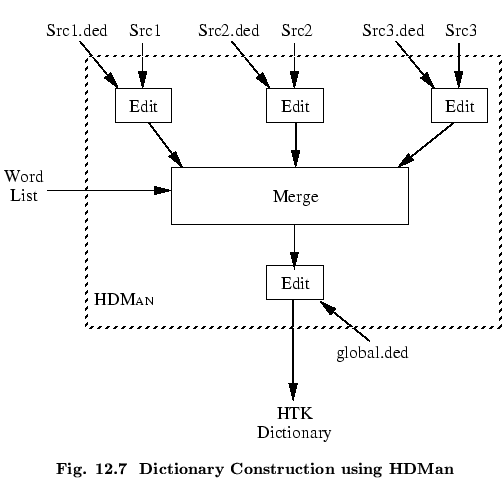 Src1.ded Src1 Src2.ded Src2 Src3.ded Src3
Edit Edit Edit
Word
List
Merge
Edit
HDMAN
global.ded
HTK
Dictionary
Fig. 12.7 Dictionary Construction using HDMan